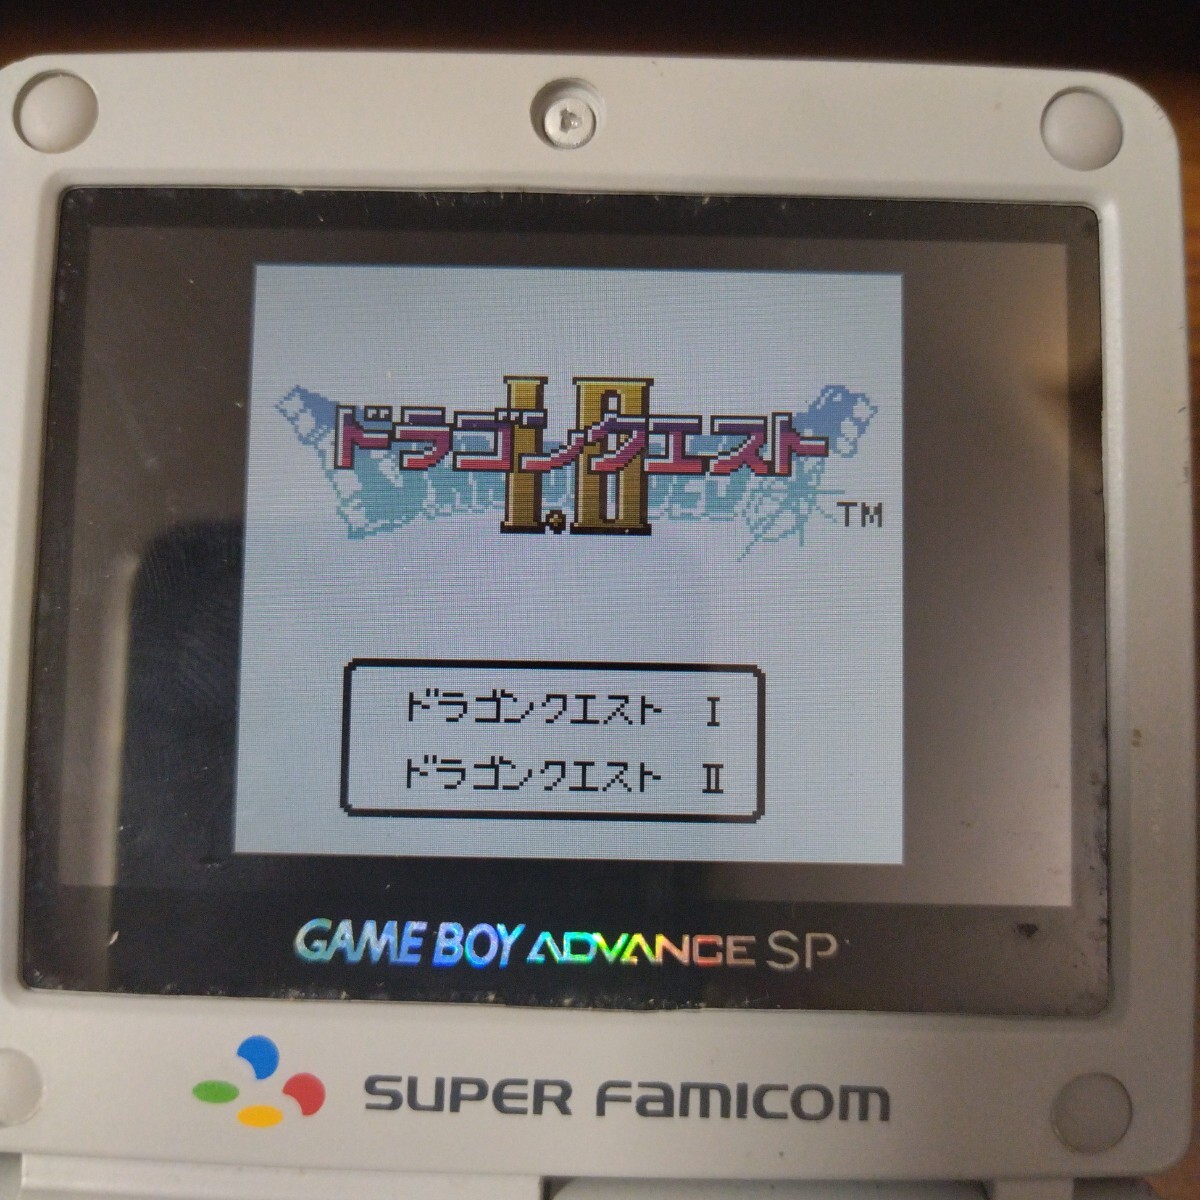 ドラゴンクエスト
I・II
TM
ドラゴンクエスト I
ドラゴンクエスト II
GAME BOY ADVANCE SP
SUPER FAMICOM